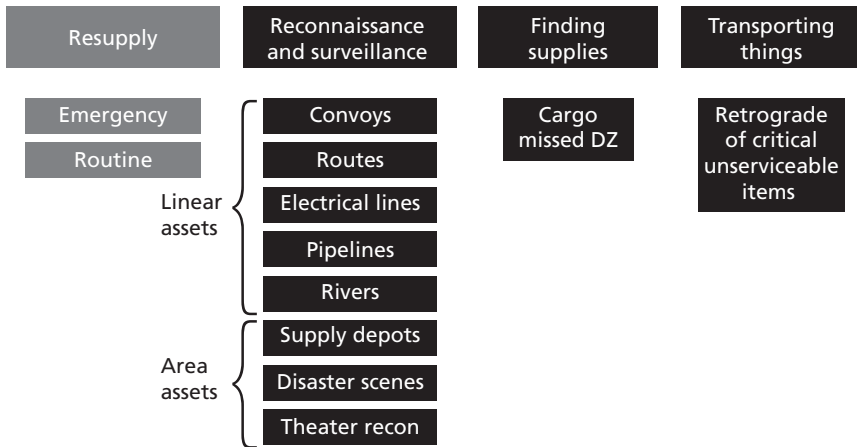 Resupply
Reconnaissance
and surveillance
Finding
supplies
Transporting
things
Emergency
Routine
Linear
assets
Convoys
Routes
Electrical lines
Pipelines
Rivers
Area
assets
Supply depots
Disaster scenes
Theater recon
Cargo
missed DZ
Retrograde
of critical
unserviceable
items